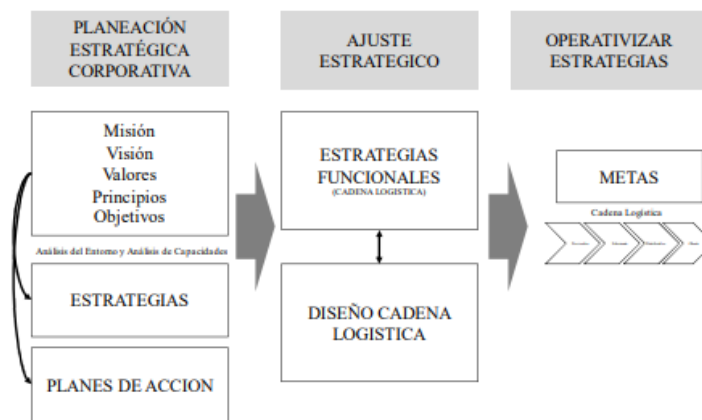 PLANEACIÓN
ESTRATÉGICA
CORPORATIVA
Misión
Visión
Valores
Principios
Objetivos
Análisis del Entorno y Análisis de Capacidades
ESTRATEGIAS
PLANES DE ACCION
AJUSTE
ESTRATEGICO
ESTRATEGIAS
FUNCIONALES
(CADENA LOGISTICA)
DISEÑO CADENA
LOGISTICA
OPERATIVIZAR
ESTRATEGIAS
METAS
Cadena Logística